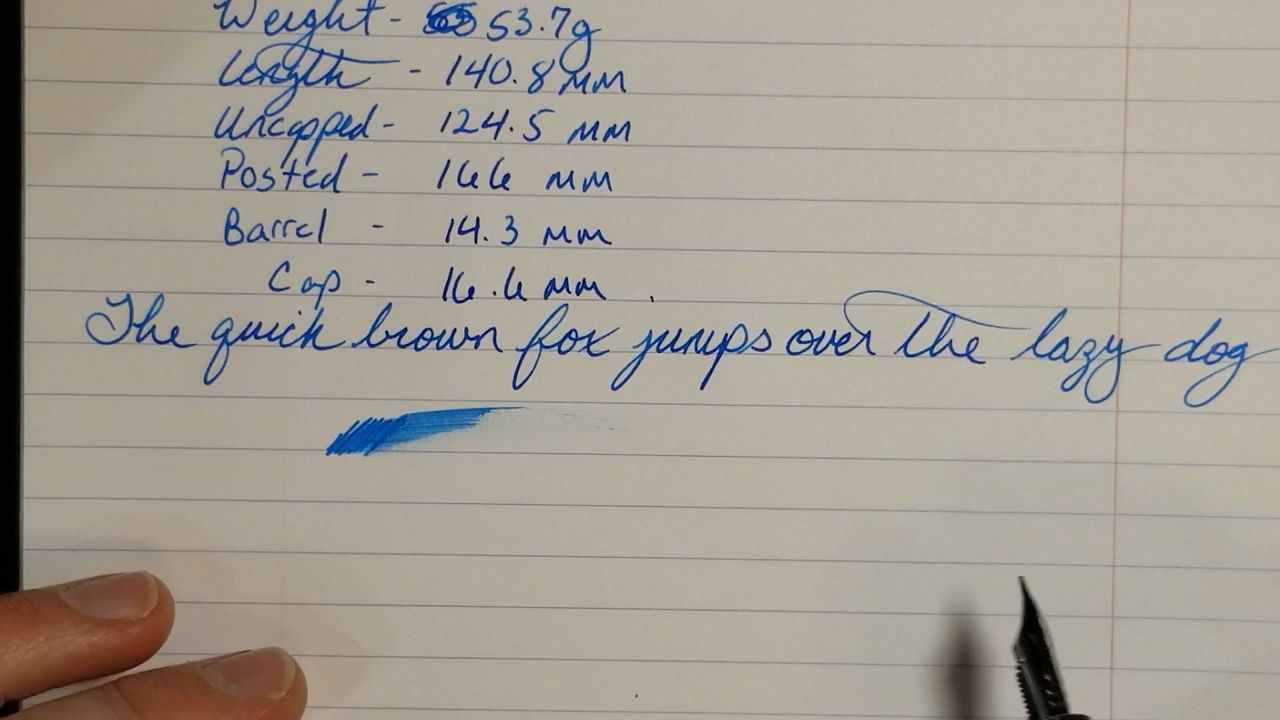 Weight - 53.7g
Length - 140.8 mm
Uncapped - 124.5 mm
Posted - 166 mm
Barrel - 14.3 mm
Cap - 16.6 mm .
The quick brown fox jumps over the lazy dog